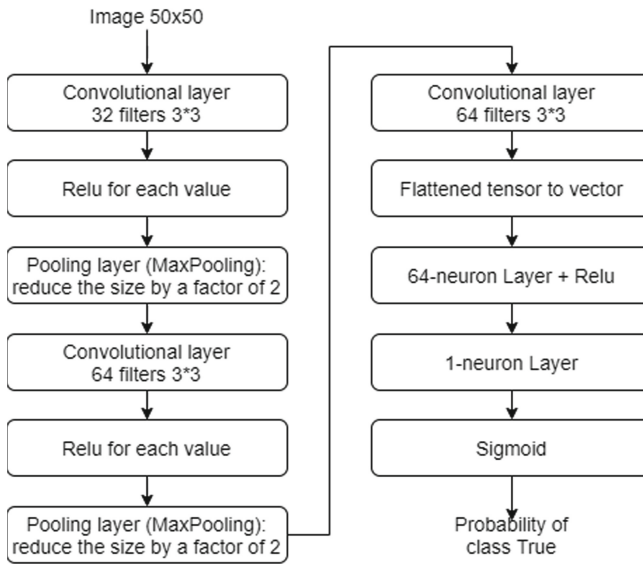 Image 50x50
Convolutional layer
32 filters 3*3
Relu for each value
Pooling layer (MaxPooling):
reduce the size by a factor of 2
Convolutional layer
64 filters 3*3
Relu for each value
Pooling layer (MaxPooling):
reduce the size by a factor of 2
Convolutional layer
64 filters 3*3
Flattened tensor to vector
64-neuron Layer + Relu
1-neuron Layer
Sigmoid
Probability of
class True